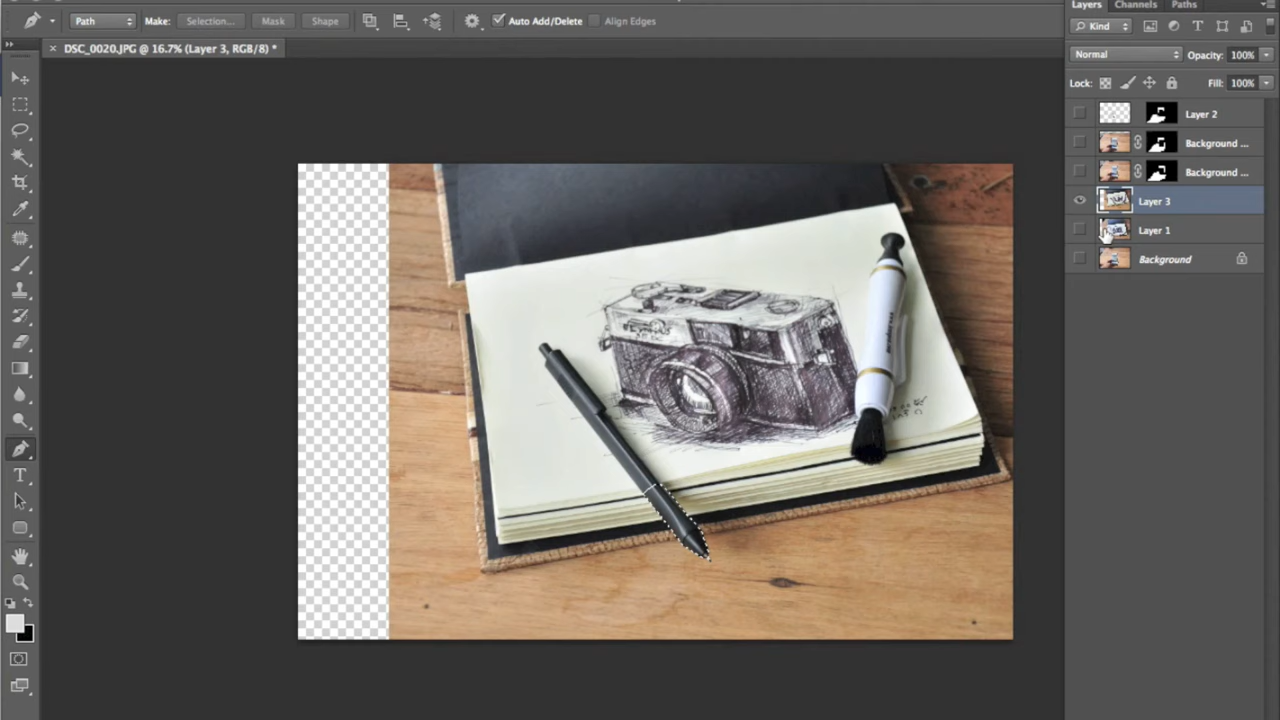 Path
Make:
Selection...
Mask
Shape
Auto Add/Delete
Align Edges
DSC_0020.JPG @ 16.7% (Layer 3, RGB/8) *
Layers
Channels
Paths
Kind
Normal
Opacity: 100%
Lock:
Fill: 100%
Layer 2
Background ...
Background ...
Layer 3
Layer 1
Background